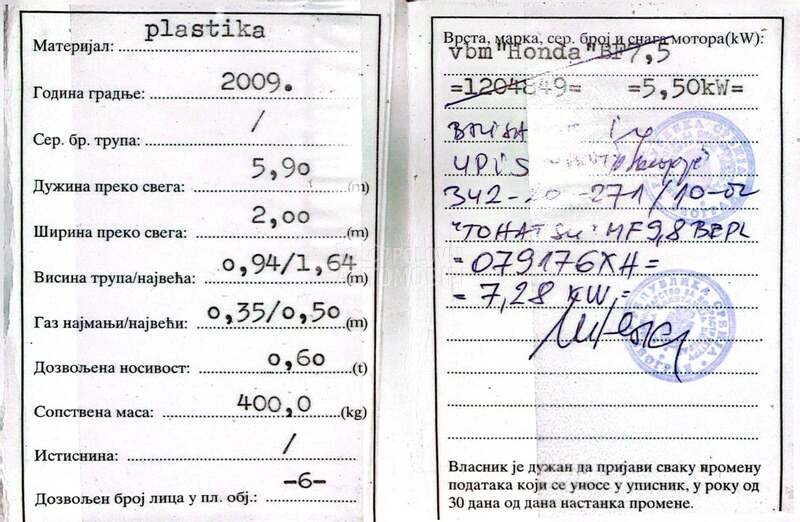 plastika
Материјал:
2009.
Година градње:
/
Сер. бр. трупа:
5,90
Дужина преко свега: (m)
2,00
Ширина преко свега: (m)
0,94/1,64
Висина трупа/највећа: (m)
0,35/0,50
Газ најмањи/највећи: (m)
0,60
Дозвољена носивост: (t)
400,0
Сопствена маса: (kg)
/
Истиснина:
-6-
Дозвољен број лица у пл. обј.:
Врста, марка, сер. број и снага мотора(kW):
vbm "Honda" BF7,5
=1204849= =5,50kW=
UPIS
342-20-271/10-02
"TOHATSU" MF9,8 BEPL
=079176XH=
=7,28 KW,=
Власник је дужан да пријави сваку промену
података који се уносе у уписник, у року од
30 дана од дана настанка промене.